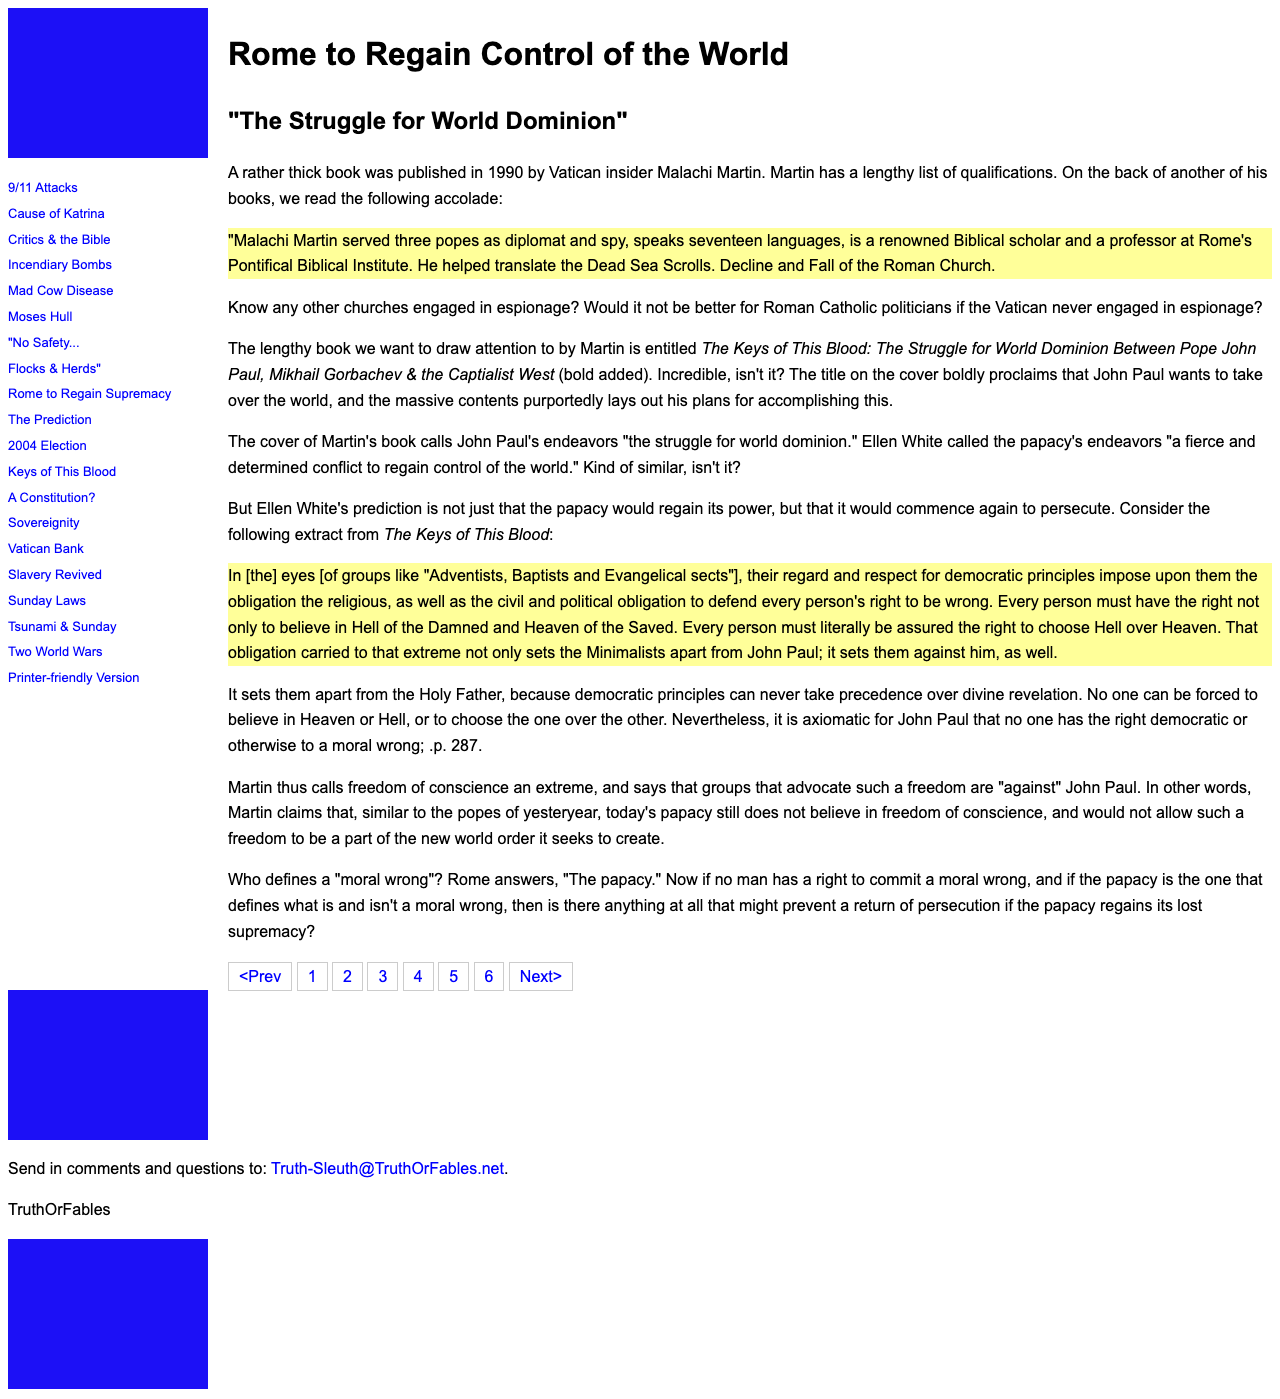 9/11 Attacks
Cause of Katrina
Critics & the Bible
Incendiary Bombs
Mad Cow Disease
Moses Hull
"No Safety...
Flocks & Herds"
Rome to Regain Supremacy
The Prediction
2004 Election
Keys of This Blood
A Constitution?
Sovereignity
Vatican Bank
Slavery Revived
Sunday Laws
Tsunami & Sunday
Two World Wars
Printer-friendly Version
Rome to Regain Control of the World
"The Struggle for World Dominion"
A rather thick book was published in 1990 by Vatican insider Malachi Martin. Martin has a lengthy list of qualifications. On the back of another of his
books, we read the following accolade:
"Malachi Martin served three popes as diplomat and spy, speaks seventeen languages, is a renowned Biblical scholar and a professor at Rome's
Pontifical Biblical Institute. He helped translate the Dead Sea Scrolls. Decline and Fall of the Roman Church.
Know any other churches engaged in espionage? Would it not be better for Roman Catholic politicians if the Vatican never engaged in espionage?
The lengthy book we want to draw attention to by Martin is entitled The Keys of This Blood: The Struggle for World Dominion Between Pope John
Paul, Mikhail Gorbachev & the Captialist West (bold added). Incredible, isn't it? The title on the cover boldly proclaims that John Paul wants to take
over the world, and the massive contents purportedly lays out his plans for accomplishing this.
The cover of Martin's book calls John Paul's endeavors "the struggle for world dominion." Ellen White called the papacy's endeavors "a fierce and
determined conflict to regain control of the world." Kind of similar, isn't it?
But Ellen White's prediction is not just that the papacy would regain its power, but that it would commence again to persecute. Consider the
following extract from The Keys of This Blood:
In [the] eyes [of groups like "Adventists, Baptists and Evangelical sects"], their regard and respect for democratic principles impose upon them the
obligation the religious, as well as the civil and political obligation to defend every person's right to be wrong. Every person must have the right not
only to believe in Hell of the Damned and Heaven of the Saved. Every person must literally be assured the right to choose Hell over Heaven. That
obligation carried to that extreme not only sets the Minimalists apart from John Paul; it sets them against him, as well.
It sets them apart from the Holy Father, because democratic principles can never take precedence over divine revelation. No one can be forced to
believe in Heaven or Hell, or to choose the one over the other. Nevertheless, it is axiomatic for John Paul that no one has the right democratic or
otherwise to a moral wrong; .p. 287.
Martin thus calls freedom of conscience an extreme, and says that groups that advocate such a freedom are "against" John Paul. In other words,
Martin claims that, similar to the popes of yesteryear, today's papacy still does not believe in freedom of conscience, and would not allow such a
freedom to be a part of the new world order it seeks to create.
Who defines a "moral wrong"? Rome answers, "The papacy." Now if no man has a right to commit a moral wrong, and if the papacy is the one that
defines what is and isn't a moral wrong, then is there anything at all that might prevent a return of persecution if the papacy regains its lost
supremacy?
<Prev 1 2 3 4 5 6 Next>
Send in comments and questions to: Truth-Sleuth@TruthOrFables.net.
TruthOrFables